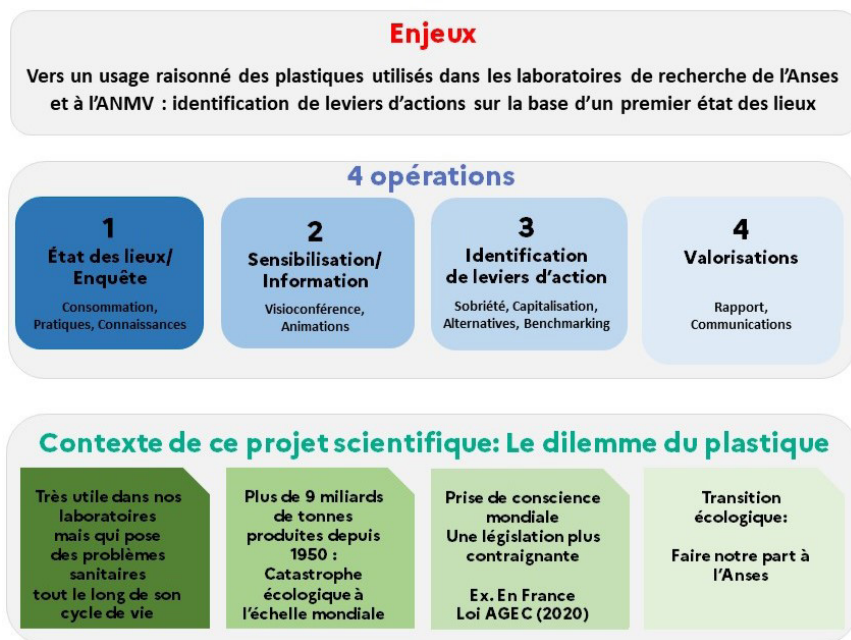 Enjeux
Vers un usage raisonné des plastiques utilisés dans les laboratoires de recherche de l'Anses
et à l'ANMV : identification de leviers d'actions sur la base d'un premier état des lieux
4 opérations
1
État des lieux/
Enquête
Consommation,
Pratiques, Connaissances
2
Sensibilisation/
Information
Visioconférence,
Animations
3
Identification
de leviers d'action
Sobriété, Capitalisation,
Alternatives, Benchmarking
4
Valorisations
Rapport,
Communications
Contexte de ce projet scientifique: Le dilemme du plastique
Très utile dans nos
laboratoires
mais qui pose
des problèmes
sanitaires
tout le long de son
cycle de vie
Plus de 9 miliards
de tonnes
produites depuis
1950 :
Catastrophe
écologique à
l'échelle mondiale
Prise de conscience
mondiale
Une législation plus
contraignante
Ex. En France
Loi AGEC (2020)
Transition
écologique:
Faire notre part à
l'Anses